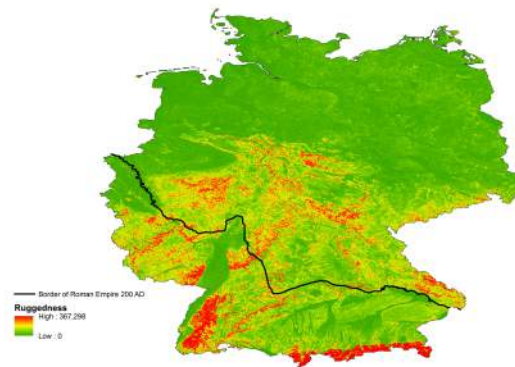 Border of Roman Empire 200 AD
Ruggedness
High : 367,298
Low : 0